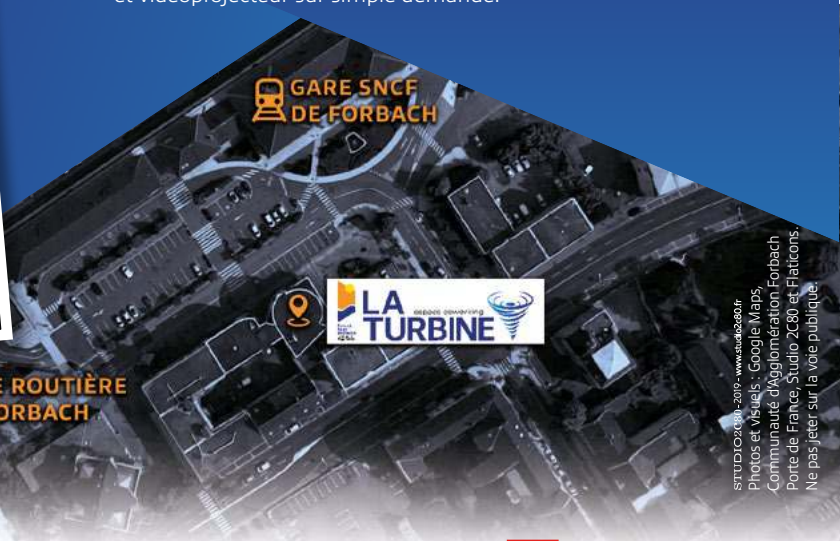 et vidéoprojecteur sur simple demande.
GARE SNCF
DE FORBACH
LA
espace coworking
TURBINE
E ROUTIÈRE
ORBACH
STUDIO2C80 - 2019 - www.studio2c80.fr
Photos et visuels : Google Maps,
Communauté d'Agglomération Forbach
Porte de France, Studio 2C80 et Flaticons.
Ne pas jeter sur la voie publique.